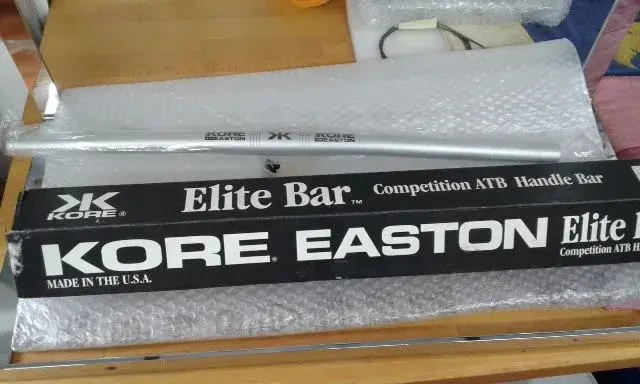 KORE
EASTON
KORE
EASTON
KORE®
Elite Bar™ Competition ATB Handle Bar
KORE® EASTON Elite
MADE IN THE U.S.A.
Competition ATB